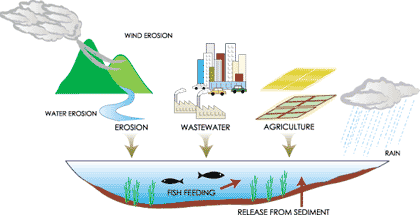 WIND EROSION
WATER EROSION
EROSION
WASTEWATER
AGRICULTURE
RAIN
FISH FEEDING
RELEASE FROM SEDIMENT